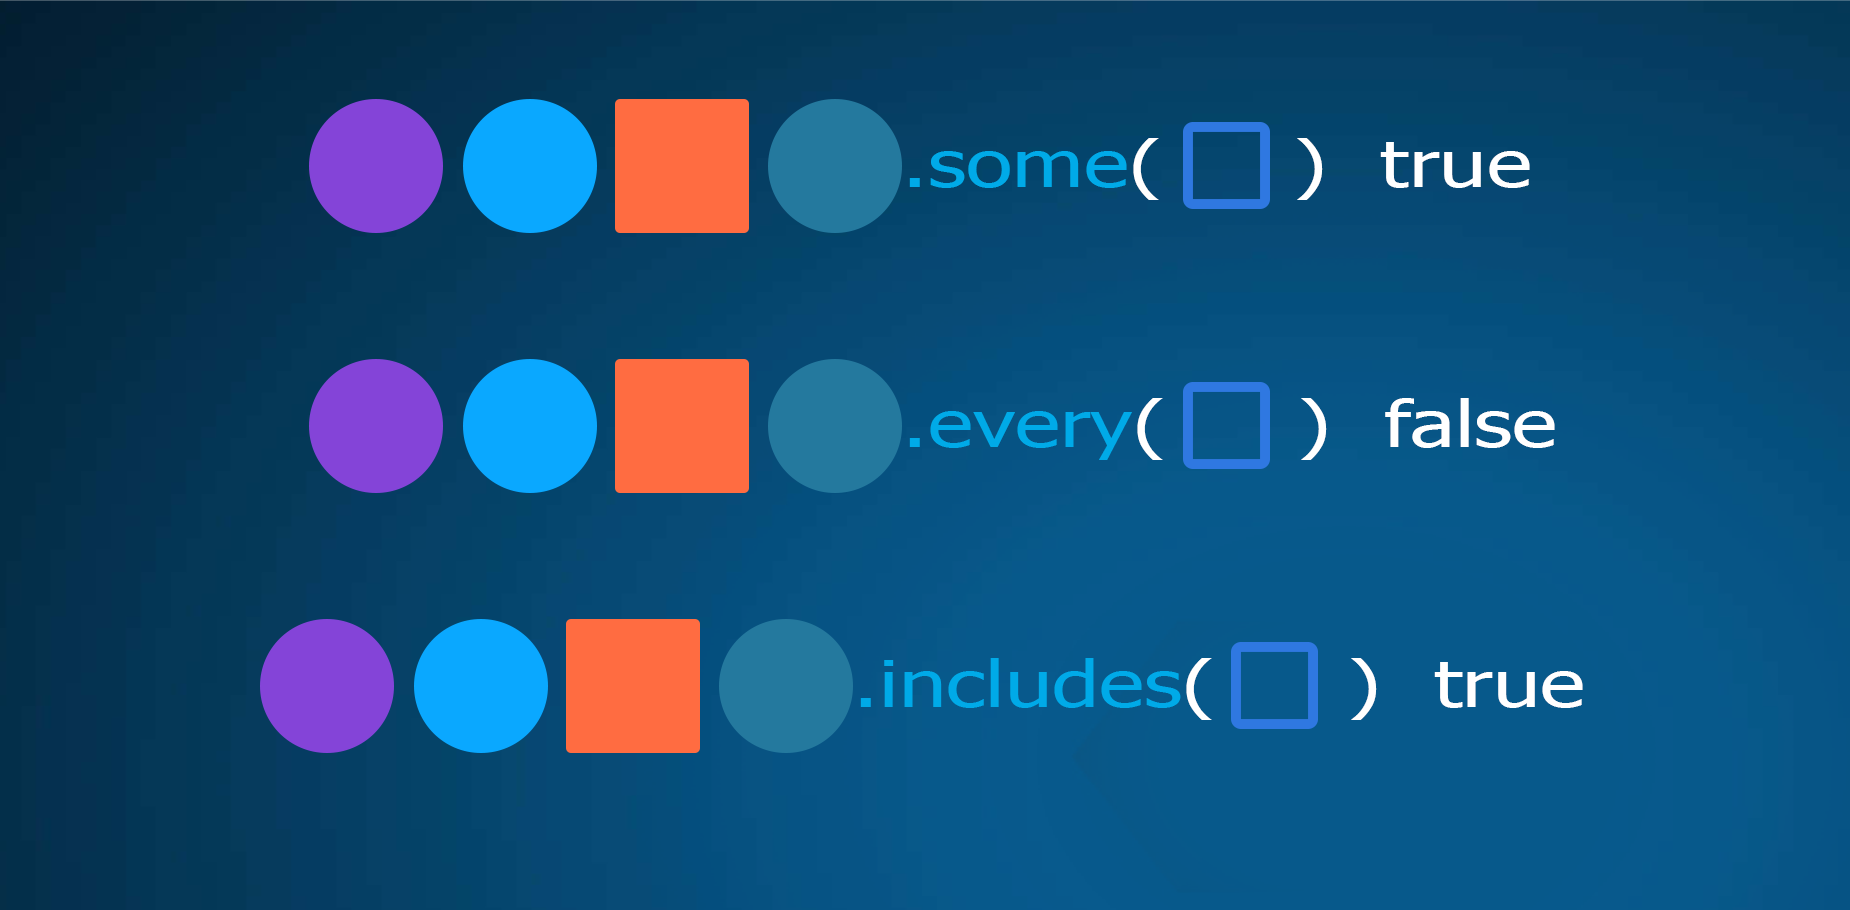 .some( ) true
.every( ) false
.includes( ) true